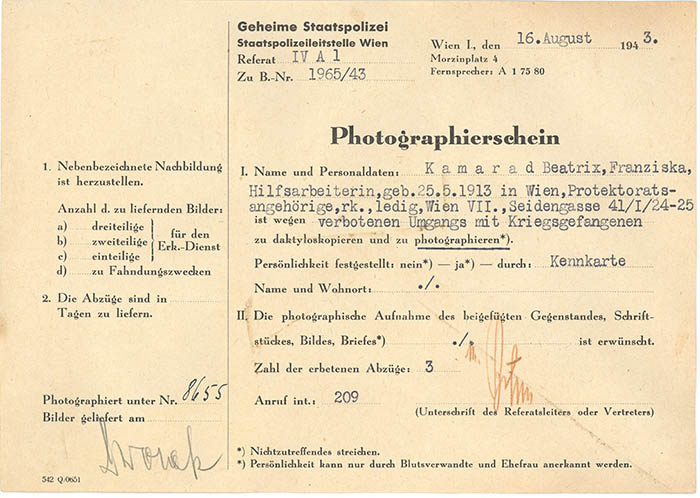 Geheime Staatspolizei
Staatspolizeileitstelle Wien
Referat IV A 1
Zu B.-Nr. 1965/43
Wien I., den 16. August 1943.
Morzinplatz 4
Fernsprecher: A 1 75 80
Photographierschein
1. Nebenbezeichnete Nachbildung
ist herzustellen.
Anzahl d. zu liefernden Bilder:
a) dreiteilige
b) zweiteilige
c) einteilige
für den
Erk.-Dienst
d) zu Fahndungszwecken
2. Die Abzüge sind in
Tagen zu liefern.
Photographiert unter Nr. 8655
Bilder geliefert am
542 Q/0651
I. Name und Personaldaten: Kamarad Beatrix, Franziska,
Hilfsarbeiterin, geb. 25.5.1913 in Wien, Protektorats-
angehörige, rk., ledig, Wien VII., Seidengasse 41/I/24-25
ist wegen verbotenen Umgangs mit Kriegsgefangenen
zu daktyloskopieren und zu photographieren*).
Persönlichkeit festgestellt: nein*) — ja*) — durch: Kennkarte
Name und Wohnort: ./.
II. Die photographische Aufnahme des beigefügten Gegenstandes, Schrift-
stückes, Bildes, Briefes*) ./. ist erwünscht.
Zahl der erbetenen Abzüge: 3
Anruf int.: 209
(Unterschrift des Referatsleiters oder Vertreters)
*) Nichtzutreffendes streichen.
*) Persönlichkeit kann nur durch Blutsverwandte und Ehefrau anerkannt werden.